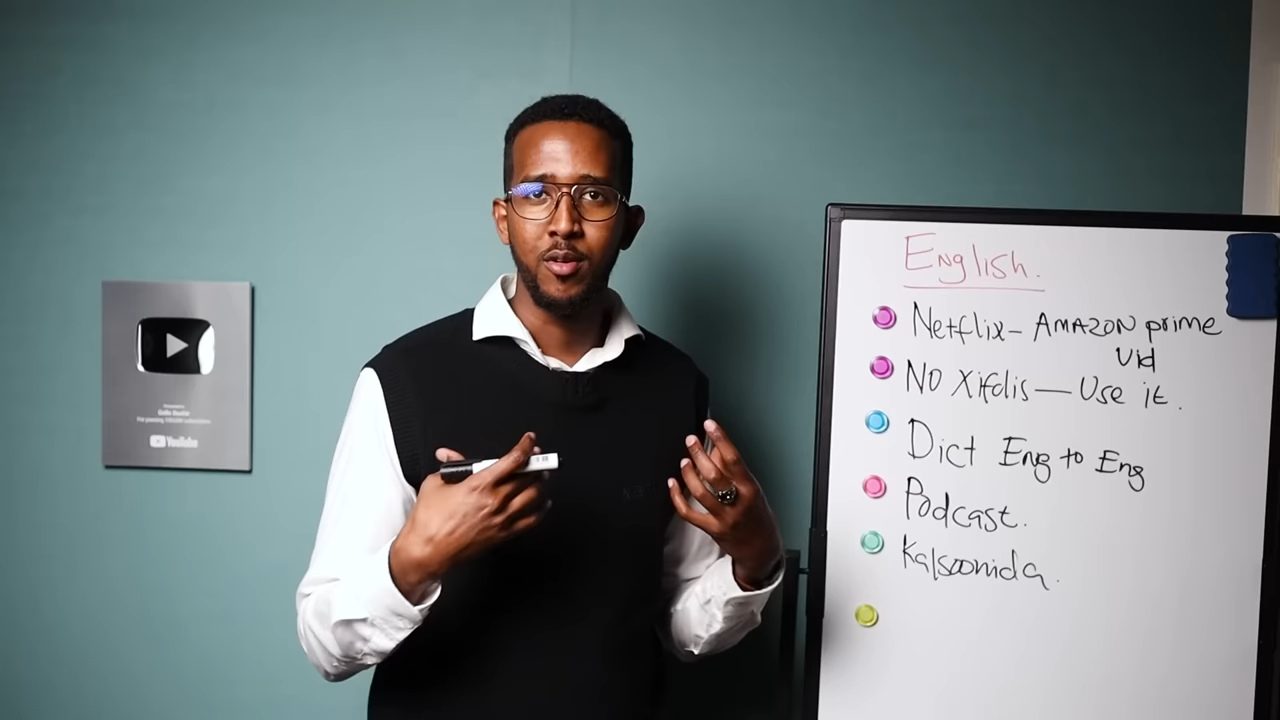 English.
Netflix – AMAZON prime
Vid
NO Xifdis — Use it.
Dict Eng to Eng
Podcast.
Kalsoonida.
YouTube